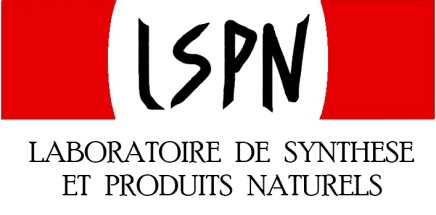 LSPN
LABORATOIRE DE SYNTHESE
ET PRODUITS NATURELS